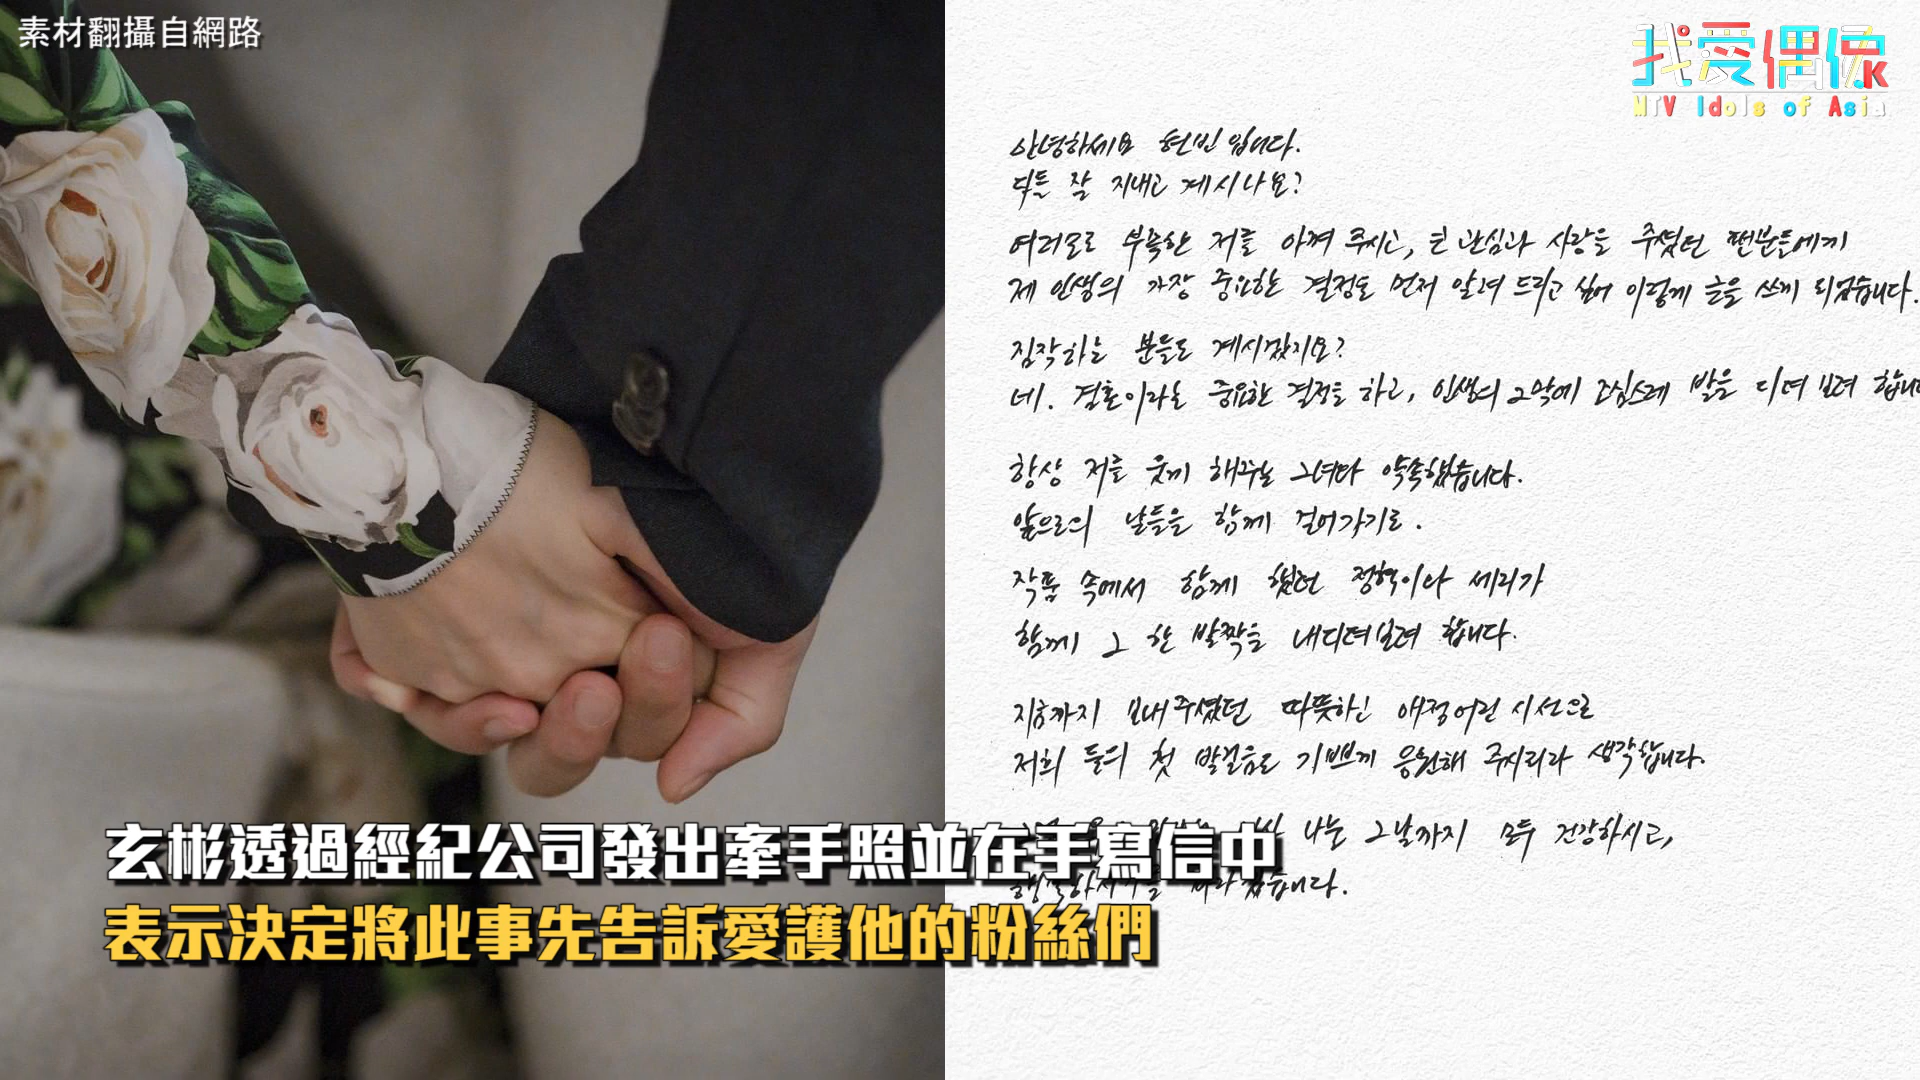 素材翻攝自網路
我愛偶像K
MTV Idols of Asia
안녕하세요 현빈입니다.
다들 잘 지내고 계시나요?
여러모로 부족한 저를 아껴 주시고, 큰 관심과 사랑을 주셨던 팬분들에게
제 인생의 가장 중요한 결정을 먼저 알려 드리고 싶어 이렇게 글을 쓰게 되었습니다.
짐작하는 분들도 계시겠지요?
네. 결혼이라는 중요한 결정을 하고, 인생의 2막에 조심스레 발을 디뎌 보려
항상 저를 웃게 해주는 그녀와 약속했습니다.
앞으로의 날들을 함께 걸어가기로.
작품 속에서 함께 했던 정혁이와 세리가
함께 그 한 발짝을 내디뎌보려 합니다.
지금까지 보내주셨던 따뜻하신 애정어린 시선으로
저희 둘의 첫 발걸음도 기쁘게 응원해 주시리라 생각합니다.
나눈 그날까지 모두 건강하시고,
玄彬透過經紀公司發出牽手照並在手寫信中
表示決定將此事先告訴愛護他的粉絲們